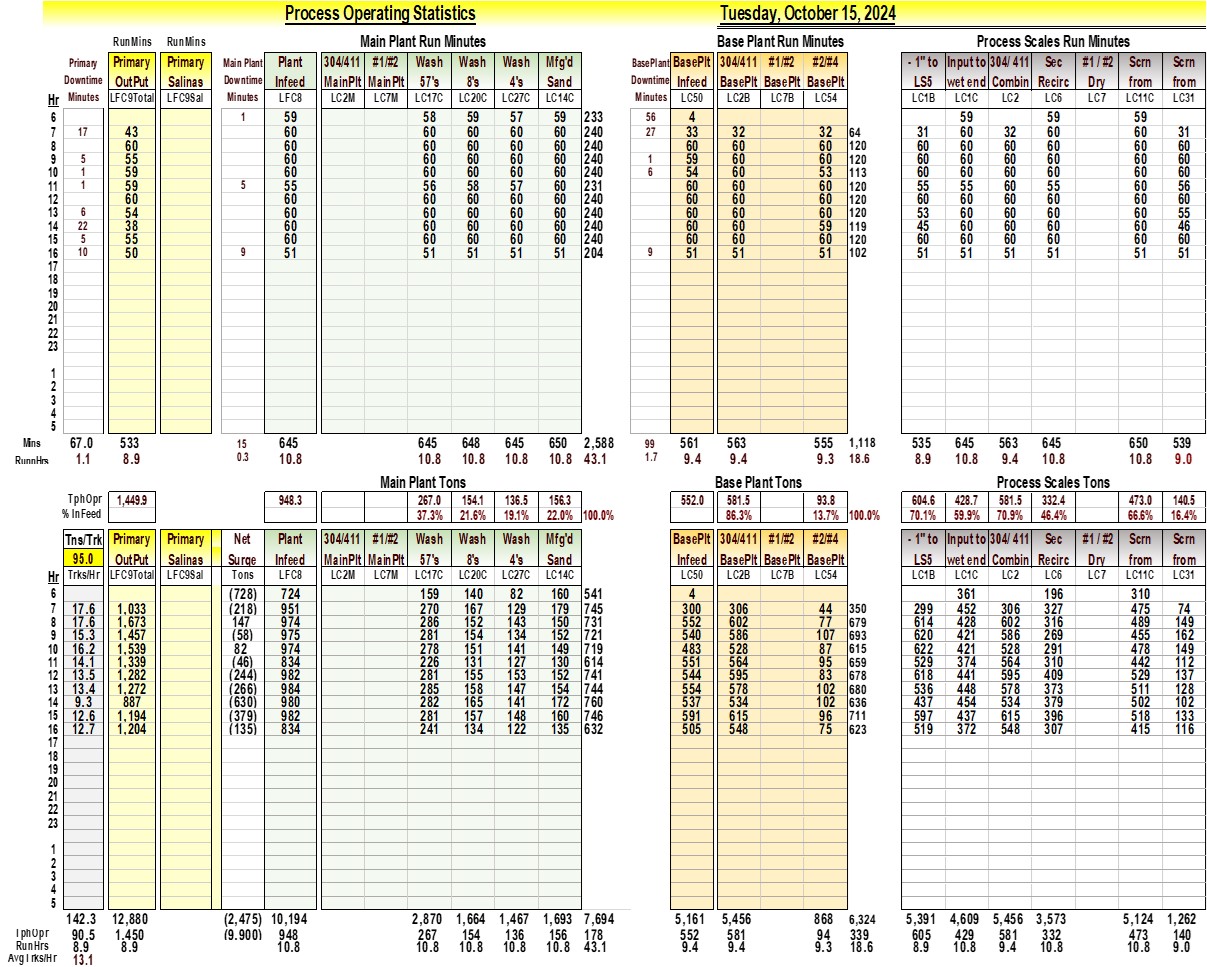 Process Operating Statistics Tuesday, October 15, 2024
RunMins RunMins Main Plant Run Minutes Base Plant Run Minutes Process Scales Run Minutes
Primary Primary Primary Main Plant Plant 304/411 #1/#2 Wash Wash Wash Mfg'd BasePlant BasePlt 304/411 #1/#2 #2/#4 - 1" to Input to 304/ 411 Sec #1 / #2 Scrn Scrn
Downtime OutPut Salinas Downtime Infeed MainPlt MainPlt 57's 8's 4's Sand Downtime Infeed BasePlt BasePlt BasePlt LS5 wet end Combin Recirc Dry from from
Hr Minutes LFC9Total LFC9Sal Minutes LFC8 LC2M LC7M LC17C LC20C LC27C LC14C Minutes LC50 LC2B LC7B LC54 LC1B LC1C LC2 LC6 LC7 LC11C LC31
6 1 59 58 59 57 59 233 56 4 59 59 59
7 17 43 60 60 60 60 60 240 27 33 32 32 64 31 60 32 60 60 31
8 60 60 60 60 60 60 240 60 60 60 120 60 60 60 60 60 60
9 5 55 60 60 60 60 60 240 1 59 60 60 120 60 60 60 60 60 60
10 1 59 60 60 60 60 60 240 6 54 60 53 113 60 60 60 60 60 60
11 1 59 5 55 56 58 57 60 231 60 60 60 120 55 55 60 55 60 56
12 60 60 60 60 60 60 240 60 60 60 120 60 60 60 60 60 60
13 6 54 60 60 60 60 60 240 60 60 60 120 53 60 60 60 60 55
14 22 38 60 60 60 60 60 240 60 60 59 119 45 60 60 60 60 46
15 5 55 60 60 60 60 60 240 60 60 60 120 60 60 60 60 60 60
16 10 50 9 51 51 51 51 51 204 9 51 51 51 102 51 51 51 51 51 51
17
18
19
20
21
22
23
1
2
3
4
5
Mins 67.0 533 15 645 645 648 645 650 2,588 99 561 563 555 1,118 535 645 563 645 650 539
RunnHrs 1.1 8.9 0.3 10.8 10.8 10.8 10.8 10.8 43.1 1.7 9.4 9.4 9.3 18.6 8.9 10.8 9.4 10.8 10.8 9.0
Main Plant Tons Base Plant Tons Process Scales Tons
TphOpr 1,449.9 948.3 267.0 154.1 136.5 156.3 552.0 581.5 93.8 604.6 428.7 581.5 332.4 473.0 140.5
% InFeed 37.3% 21.6% 19.1% 22.0% 100.0% 86.3% 13.7% 100.0% 70.1% 59.9% 70.9% 46.4% 66.6% 16.4%
Tns/Trk Primary Primary Net Plant 304/411 #1/#2 Wash Wash Wash Mfg'd BasePlt 304/411 #1/#2 #2/#4 - 1" to Input to 304/ 411 Sec #1 / #2 Scrn Scrn
95.0 OutPut Salinas Surge Infeed MainPlt MainPlt 57's 8's 4's Sand Infeed BasePlt BasePlt BasePlt LS5 wet end Combin Recirc Dry from from
Hr Trks/Hr LFC9Total LFC9Sal Tons LFC8 LC2M LC7M LC17C LC20C LC27C LC14C LC50 LC2B LC7B LC54 LC1B LC1C LC2 LC6 LC7 LC11C LC31
6 (728) 724 159 140 82 160 541 4 361 196 310
7 17.6 1,033 (218) 951 270 167 129 179 745 300 306 44 350 299 452 306 327 475 74
8 17.6 1,673 147 974 286 152 143 150 731 552 602 77 679 614 428 602 316 489 149
9 15.3 1,457 (58) 975 281 154 134 152 721 540 586 107 693 620 421 586 269 455 162
10 16.2 1,539 82 974 278 151 141 149 719 483 528 87 615 622 421 528 291 478 149
11 14.1 1,339 (46) 834 226 131 127 130 614 551 564 95 659 529 374 564 310 442 112
12 13.5 1,282 (244) 982 281 155 153 152 741 544 595 83 678 618 441 595 409 529 137
13 13.4 1,272 (266) 984 285 158 147 154 744 554 578 102 680 536 448 578 373 511 128
14 9.3 887 (630) 980 282 165 141 172 760 537 534 102 636 437 454 534 379 502 102
15 12.6 1,194 (379) 982 281 157 148 160 746 591 615 96 711 597 437 615 396 518 133
16 12.7 1,204 (135) 834 241 134 122 135 632 505 548 75 623 519 372 548 307 415 116
17
18
19
20
21
22
23
1
2
3
4
5
142.3 12,880 (2,475) 10,194 2,870 1,664 1,467 1,693 7,694 5,161 5,456 868 6,324 5,391 4,609 5,456 3,573 5,124 1,262
TphOpr 90.5 1,450 (9.900) 948 267 154 136 156 178 552 581 94 339 605 429 581 332 473 140
RunHrs 8.9 8.9 10.8 10.8 10.8 10.8 10.8 43.1 9.4 9.4 9.3 18.6 8.9 10.8 9.4 10.8 10.8 9.0
Avg Trks/Hr 13.1